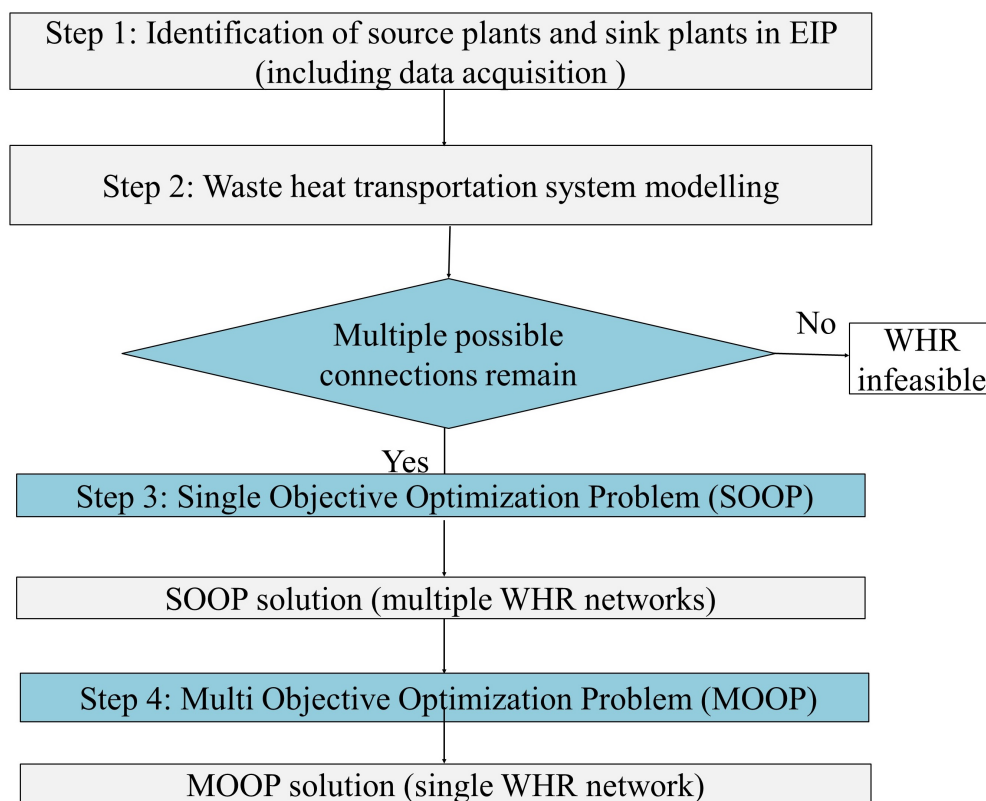 Step 1: Identification of source plants and sink plants in EIP
(including data acquisition )
Step 2: Waste heat transportation system modelling
Multiple possible
connections remain
No
WHR
infeasible
Yes
Step 3: Single Objective Optimization Problem (SOOP)
SOOP solution (multiple WHR networks)
Step 4: Multi Objective Optimization Problem (MOOP)
MOOP solution (single WHR network)